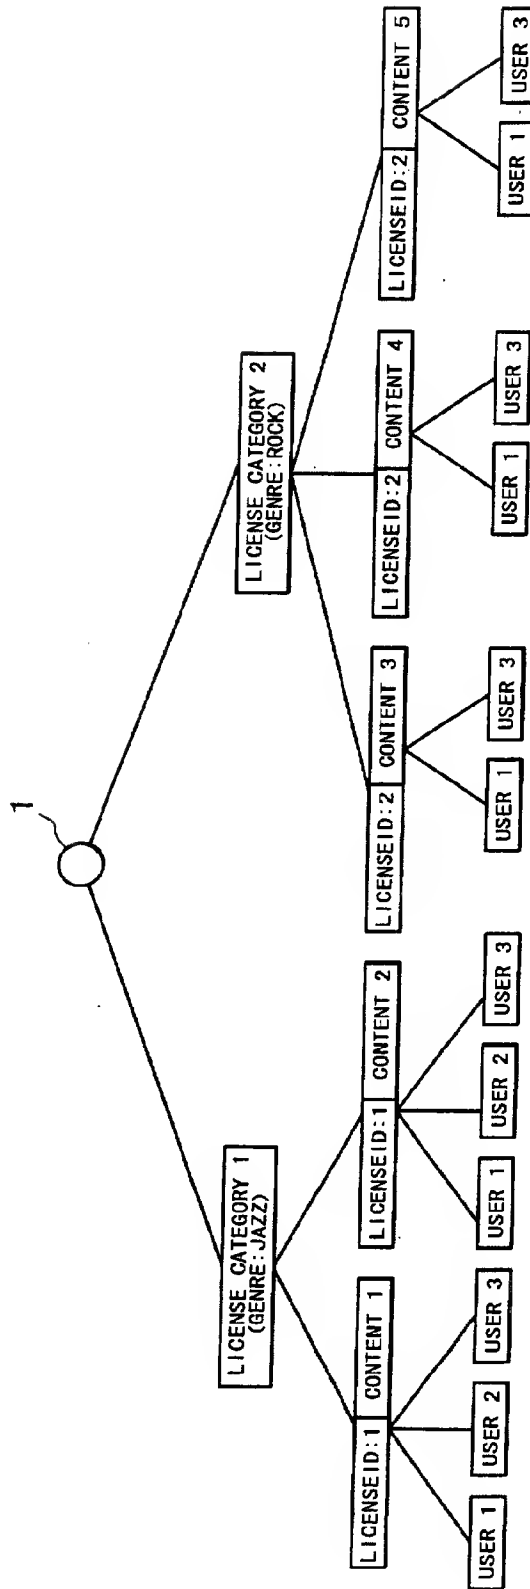 1
LICENSE CATEGORY 1
(GENRE:JAZZ)
LICENSE CATEGORY 2
(GENRE:ROCK)
LICENSEID:1 CONTENT 1
LICENSEID:1 CONTENT 2
LICENSEID:2 CONTENT 3
LICENSEID:2 CONTENT 4
LICENSEID:2 CONTENT 5
USER 1
USER 2
USER 3
USER 1
USER 2
USER 3
USER 1
USER 3
USER 1
USER 3
USER 1
USER 3